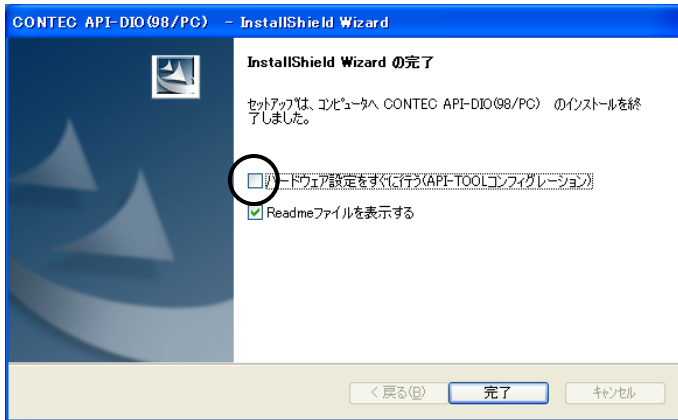 CONTEC API-DIO(98/PC) - InstallShield Wizard
InstallShield Wizard の完了
セットアップは、コンピュータへ CONTEC API-DIO(98/PC) のインストールを終
了しました。
ハードウェア設定をすぐに行う(API-TOOLコンフィグレーション)
Readmeファイルを表示する
< 戻る(B)
完了
キャンセル